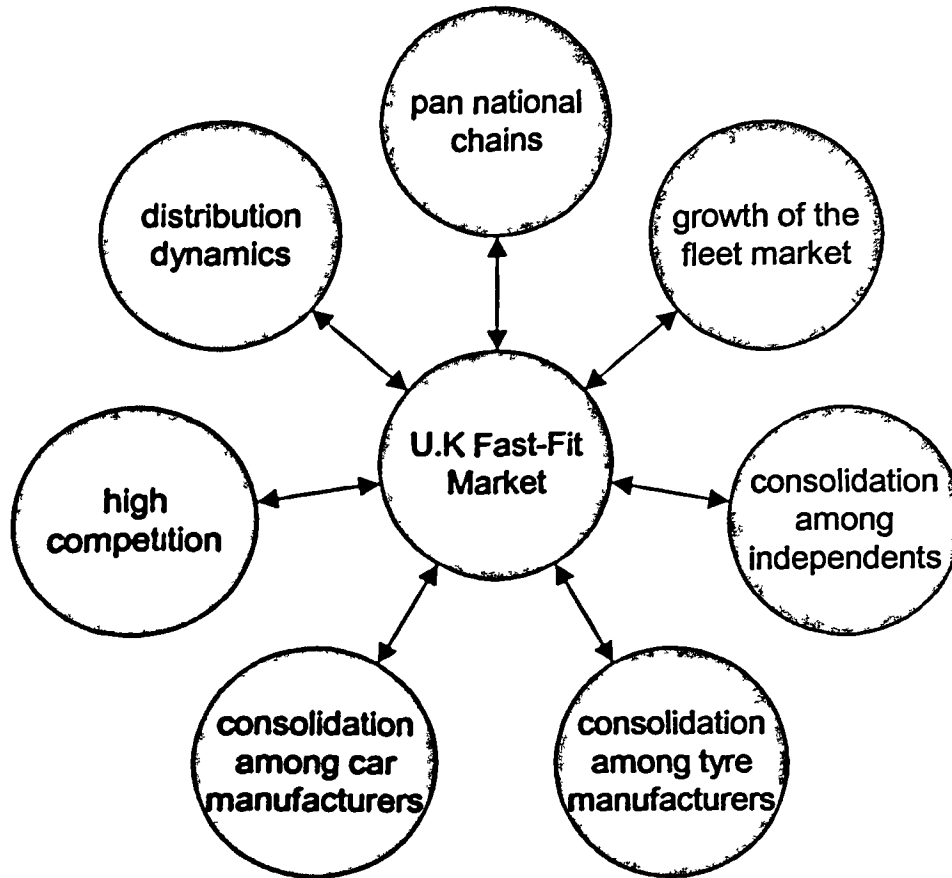 pan national
chains
growth of the
fleet market
consolidation
among
independents
consolidation
among tyre
manufacturers
consolidation
among car
manufacturers
high
competition
distribution
dynamics
U.K Fast-Fit
Market